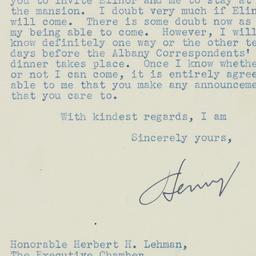 you to invite Elinor and me to stay at
the mansion. I doubt very much if Elin
will come. There is some doubt now as
my being able to come. However, I will
know definitely one way or the other te
days before the Albany Correspondents'
dinner takes place. Once I know whethe
or not I can come, it is entirely agree
able to me that you make any announceme
that you care to.
With kindest regards, I am
Sincerely yours,
Henry
Honorable Herbert H. Lehman,
The Executive Chamber